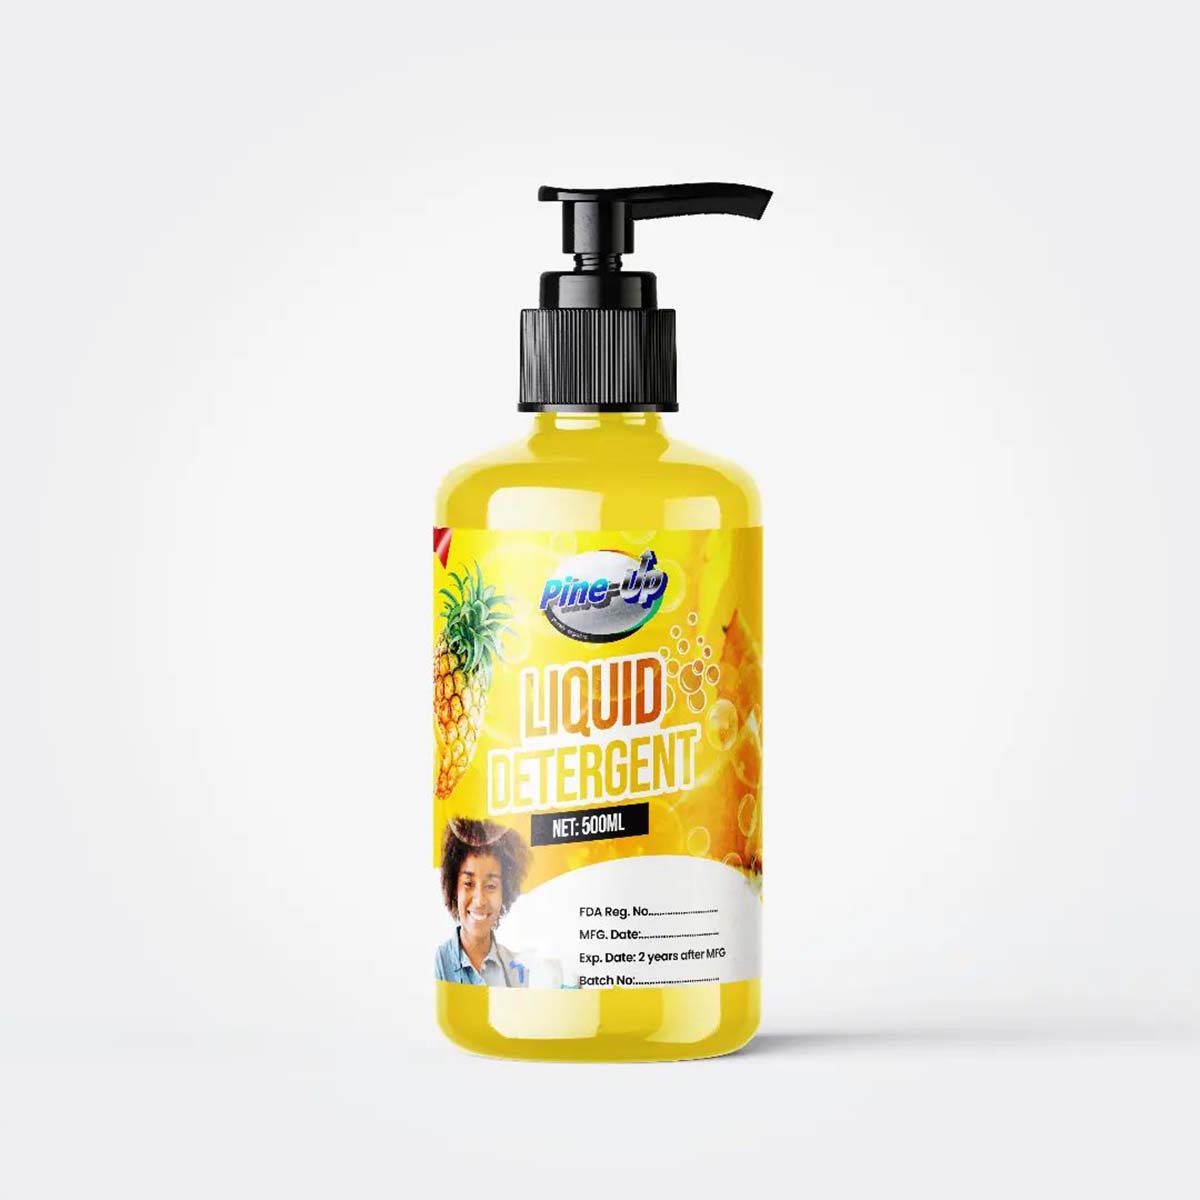 Pine-Up
LIQUID
DETERGENT
NET: 500ML
FDA Reg. No.......................
MFG. Date:.......................
Exp. Date: 2 years after MFG
Batch No:.........................